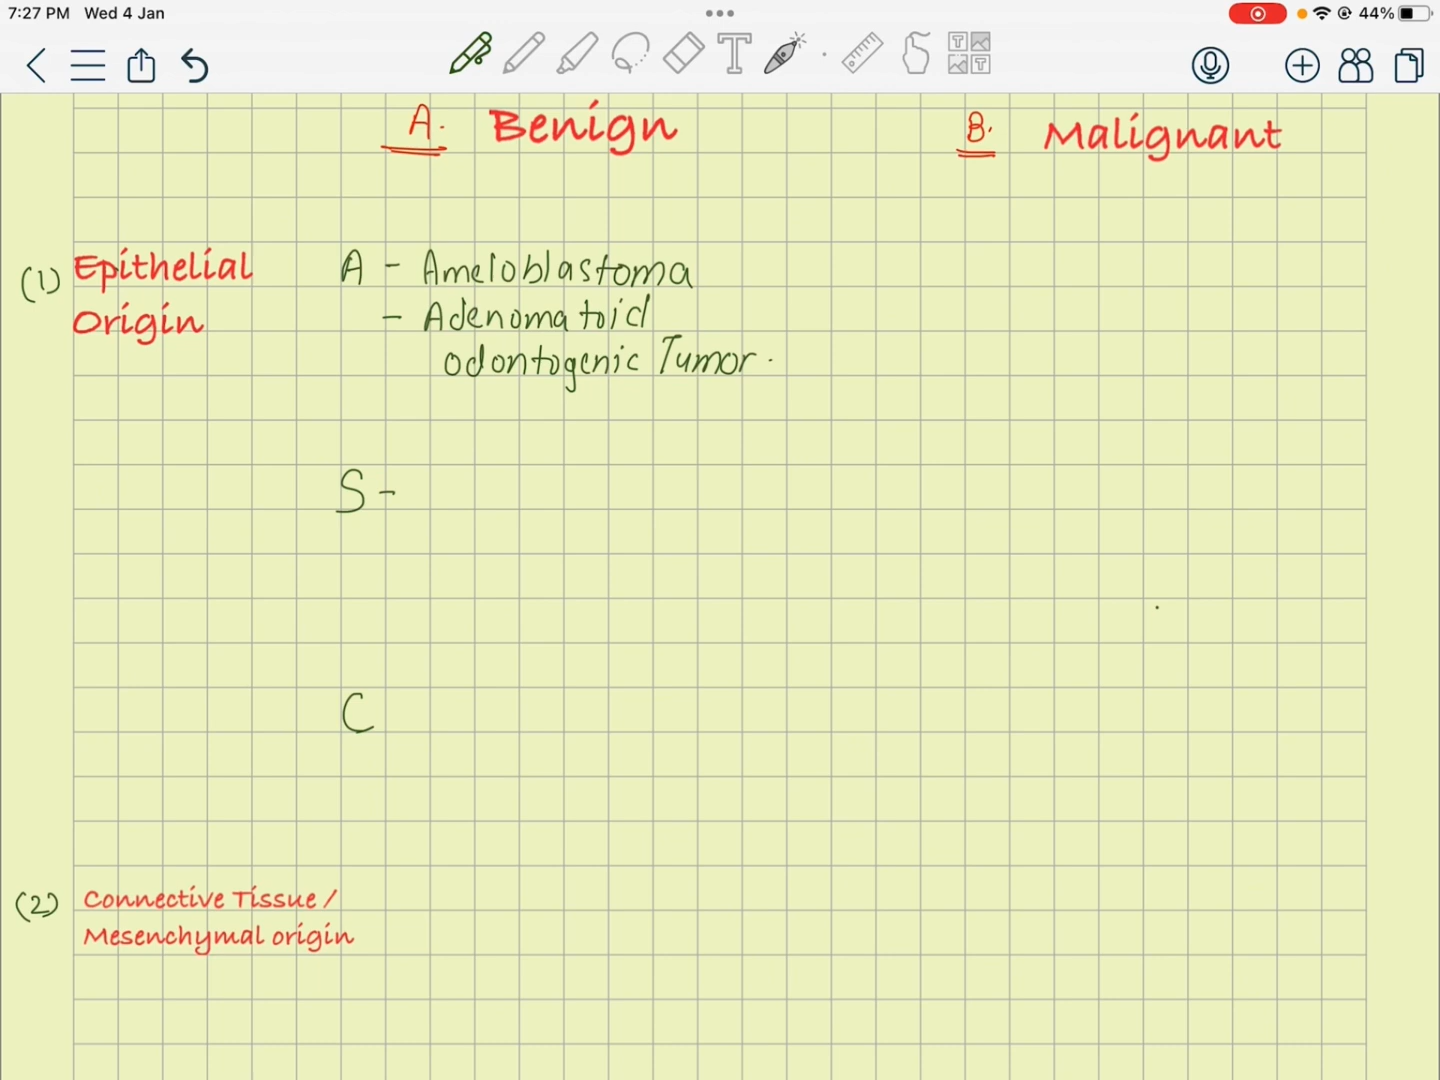 7:27 PM Wed 4 Jan
44%
A. Benign
B. Malignant
(1) Epithelial
Origin
A - Ameloblastoma
- Adenomatoid
odontogenic Tumor.
S -
C
(2) Connective Tissue /
Mesenchymal origin